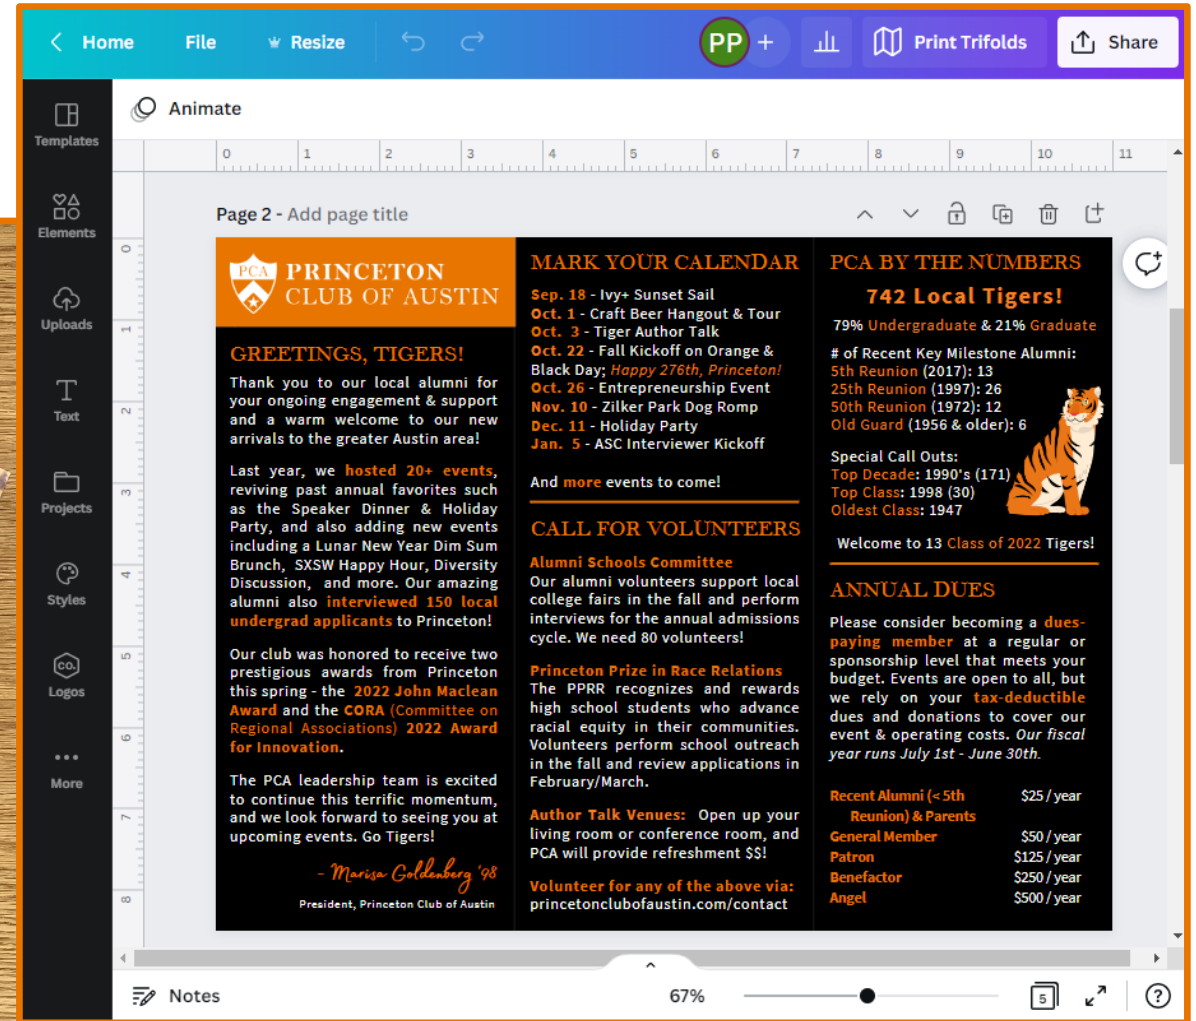 Home File Resize PP + Print Trifolds Share
Animate
Templates
Elements
Uploads
Text
Projects
Styles
co.
Logos
More
0 1 2 3 4 5 6 7 8 9 10 11
0
1
2
3
4
5
6
7
8
Page 2 - Add page title
PCA
PRINCETON
CLUB OF AUSTIN
GREETINGS, TIGERS!
Thank you to our local alumni for
your ongoing engagement & support
and a warm welcome to our new
arrivals to the greater Austin area!
Last year, we hosted 20+ events,
reviving past annual favorites such
as the Speaker Dinner & Holiday
Party, and also adding new events
including a Lunar New Year Dim Sum
Brunch, SXSW Happy Hour, Diversity
Discussion, and more. Our amazing
alumni also interviewed 150 local
undergrad applicants to Princeton!
Our club was honored to receive two
prestigious awards from Princeton
this spring - the 2022 John Maclean
Award and the CORA (Committee on
Regional Associations) 2022 Award
for Innovation.
The PCA leadership team is excited
to continue this terrific momentum,
and we look forward to seeing you at
upcoming events. Go Tigers!
- Marisa Goldenberg '98
President, Princeton Club of Austin
MARK YOUR CALENDAR
Sep. 18 - Ivy+ Sunset Sail
Oct. 1 - Craft Beer Hangout & Tour
Oct. 3 - Tiger Author Talk
Oct. 22 - Fall Kickoff on Orange &
Black Day; Happy 276th, Princeton!
Oct. 26 - Entrepreneurship Event
Nov. 10 - Zilker Park Dog Romp
Dec. 11 - Holiday Party
Jan. 5 - ASC Interviewer Kickoff
And more events to come!
CALL FOR VOLUNTEERS
Alumni Schools Committee
Our alumni volunteers support local
college fairs in the fall and perform
interviews for the annual admissions
cycle. We need 80 volunteers!
Princeton Prize in Race Relations
The PPRR recognizes and rewards
high school students who advance
racial equity in their communities.
Volunteers perform school outreach
in the fall and review applications in
February/March.
Author Talk Venues: Open up your
living room or conference room, and
PCA will provide refreshment $$!
Volunteer for any of the above via:
princetonclubofaustin.com/contact
PCA BY THE NUMBERS
742 Local Tigers!
79% Undergraduate & 21% Graduate
# of Recent Key Milestone Alumni:
5th Reunion (2017): 13
25th Reunion (1997): 26
50th Reunion (1972): 12
Old Guard (1956 & older): 6
Special Call Outs:
Top Decade: 1990's (171)
Top Class: 1998 (30)
Oldest Class: 1947
Welcome to 13 Class of 2022 Tigers!
ANNUAL DUES
Please consider becoming a dues-
paying member at a regular or
sponsorship level that meets your
budget. Events are open to all, but
we rely on your tax-deductible
dues and donations to cover our
event & operating costs. Our fiscal
year runs July 1st - June 30th.
Recent Alumni (< 5th $25 / year
Reunion) & Parents
General Member $50 / year
Patron $125 / year
Benefactor $250 / year
Angel $500 / year
Notes 67% 5 ?